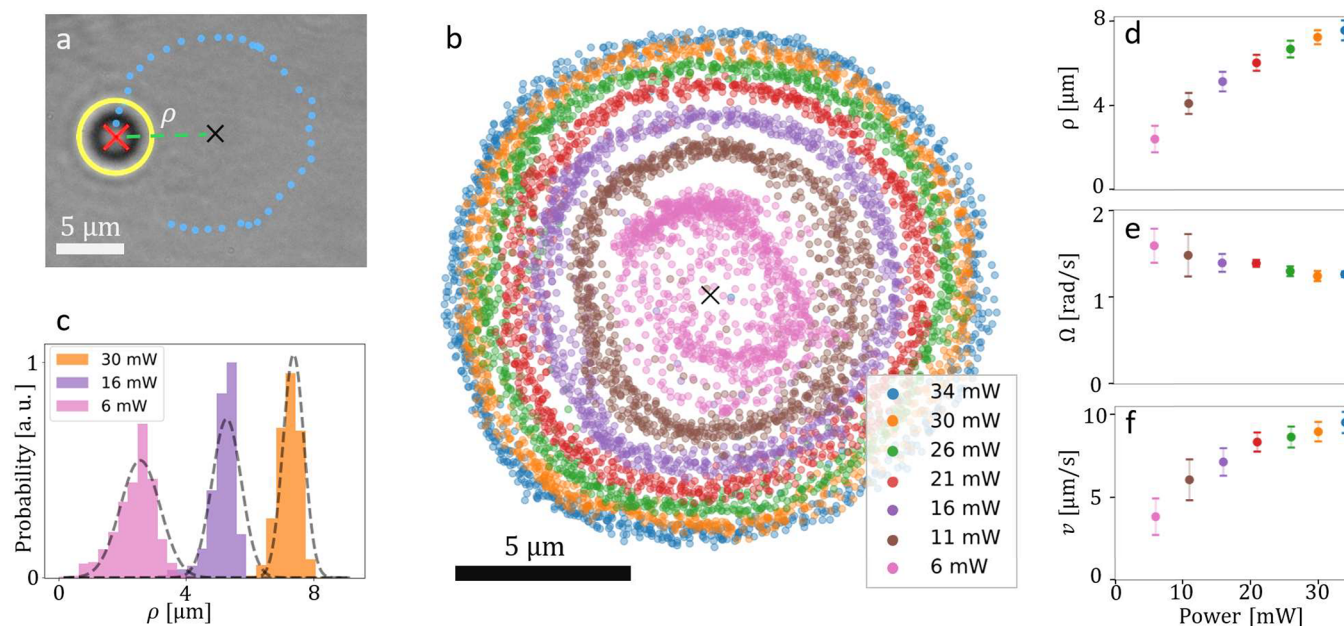 a
ρ
5 μm
b
5 μm
34 mW
30 mW
26 mW
21 mW
16 mW
11 mW
6 mW
c
30 mW
16 mW
6 mW
Probability [a. u.]
1
0
0 4 8
ρ [μm]
d
ρ [μm]
8
4
0
e
Ω [rad/s]
2
1
0
f
v [μm/s]
10
5
0
0 10 20 30
Power [mW]